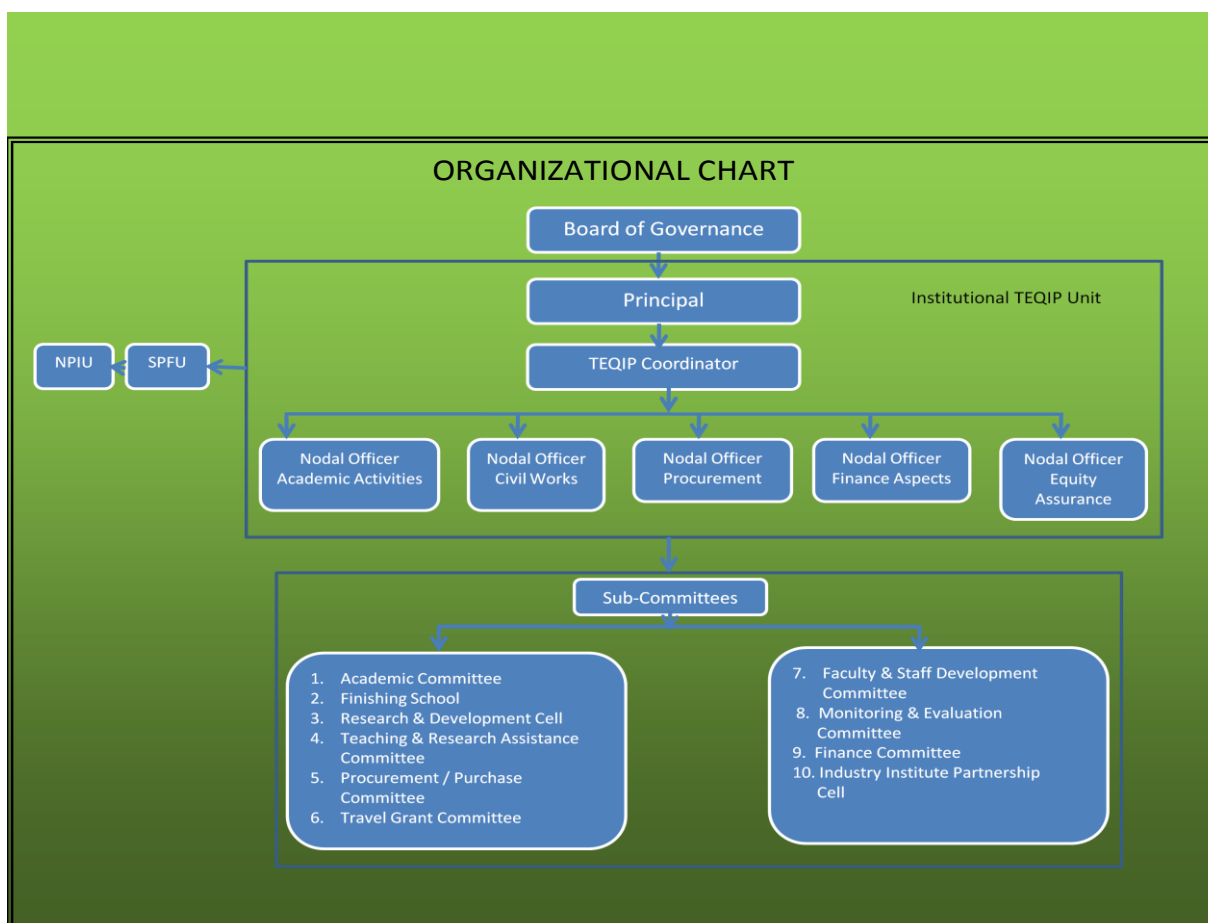 ORGANIZATIONAL CHART
Board of Governance
Principal
Institutional TEQIP Unit
NPIU
SPFU
TEQIP Coordinator
Nodal Officer
Academic Activities
Nodal Officer
Civil Works
Nodal Officer
Procurement
Nodal Officer
Finance Aspects
Nodal Officer
Equity
Assurance
Sub-Committees
1. Academic Committee
2. Finishing School
3. Research & Development Cell
4. Teaching & Research Assistance
Committee
5. Procurement / Purchase
Committee
6. Travel Grant Committee
7. Faculty & Staff Development
Committee
8. Monitoring & Evaluation
Committee
9. Finance Committee
10. Industry Institute Partnership
Cell